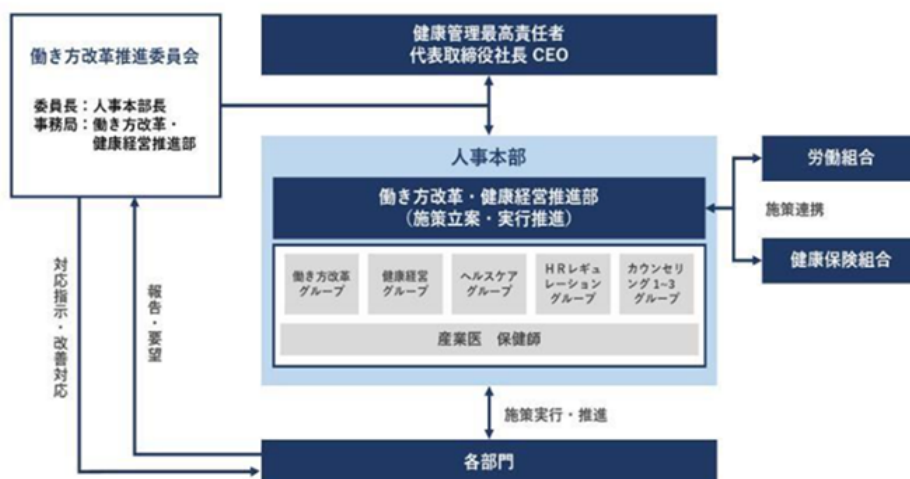 健康管理最高責任者
代表取締役社長 CEO
働き方改革推進委員会
委員長：人事本部長
事務局：働き方改革・
健康経営推進部
人事本部
働き方改革・健康経営推進部
（施策立案・実行推進）
働き方改革
グループ
健康経営
グループ
ヘルスケア
グループ
ＨＲレギュ
レーション
グループ
カウンセリ
ング 1~3
グループ
産業医　保健師
労働組合
施策連携
健康保険組合
対応指示・改善対応
報告・要望
施策実行・推進
各部門